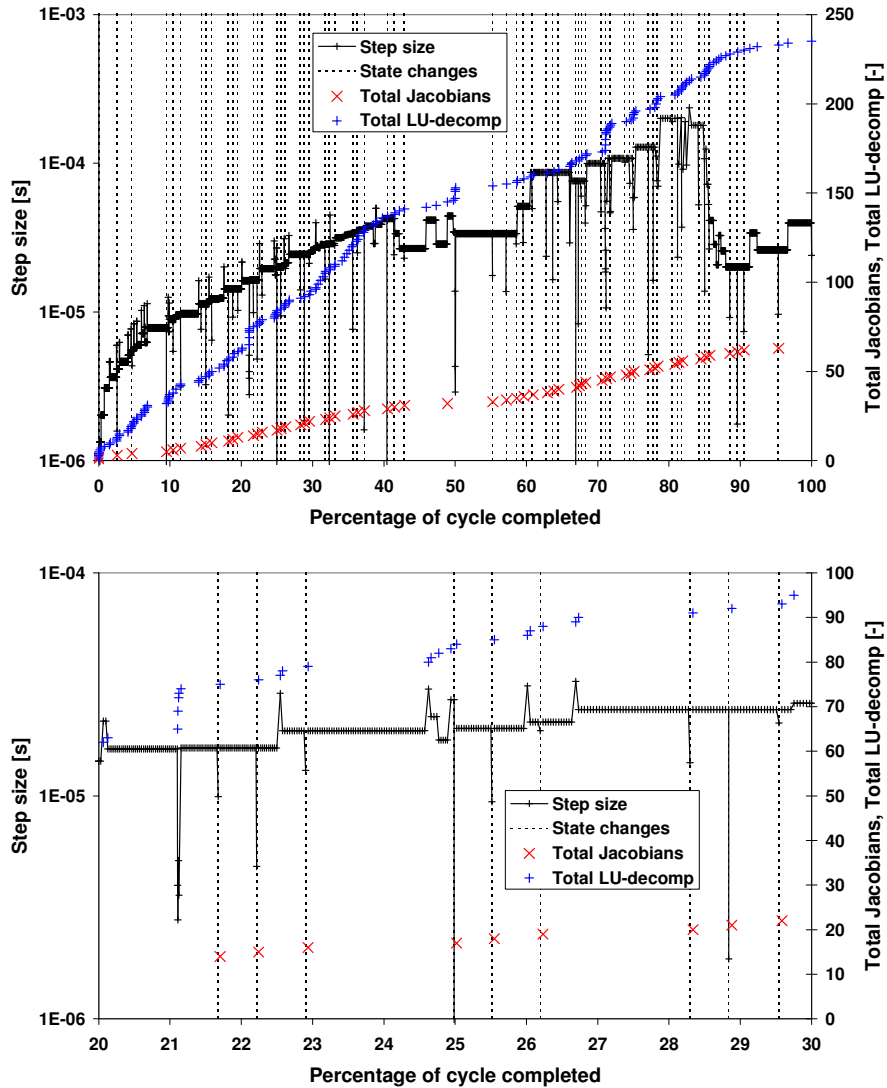 1E-03
250
Step size
State changes
Total Jacobians
Total LU-decomp
200
1E-04
150
Step size [s]
Total Jacobians, Total LU-decomp [-]
100
1E-05
50
1E-06
0
0 10 20 30 40 50 60 70 80 90 100
Percentage of cycle completed
1E-04
100
90
80
70
60
Step size [s]
Total Jacobians, Total LU-decomp [-]
1E-05
50
Step size
State changes
Total Jacobians
Total LU-decomp
40
30
20
10
1E-06
0
20 21 22 23 24 25 26 27 28 29 30
Percentage of cycle completed